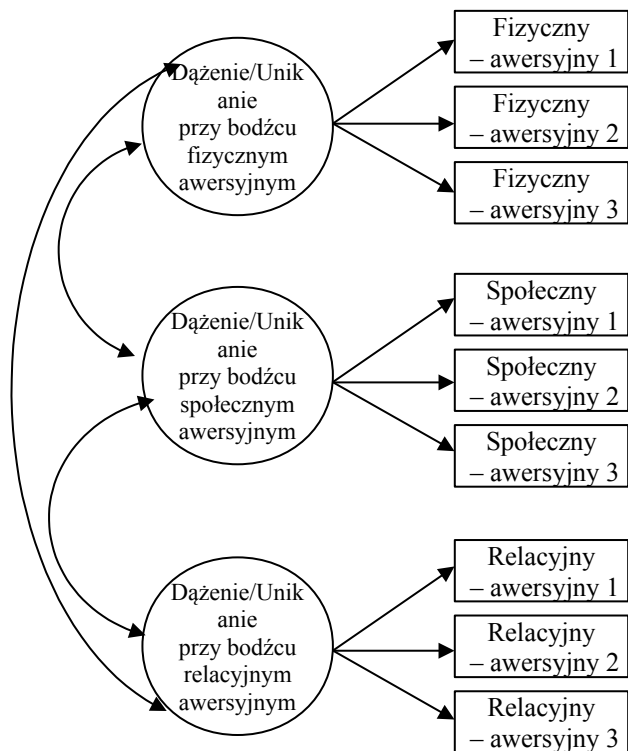 Dążenie/Unik
anie
przy bodźcu
fizycznym
awersyjnym
Fizyczny
– awersyjny 1
Fizyczny
– awersyjny 2
Fizyczny
– awersyjny 3
Dążenie/Unik
anie
przy bodźcu
społecznym
awersyjnym
Społeczny
– awersyjny 1
Społeczny
– awersyjny 2
Społeczny
– awersyjny 3
Dążenie/Unik
anie
przy bodźcu
relacyjnym
awersyjnym
Relacyjny
– awersyjny 1
Relacyjny
– awersyjny 2
Relacyjny
– awersyjny 3